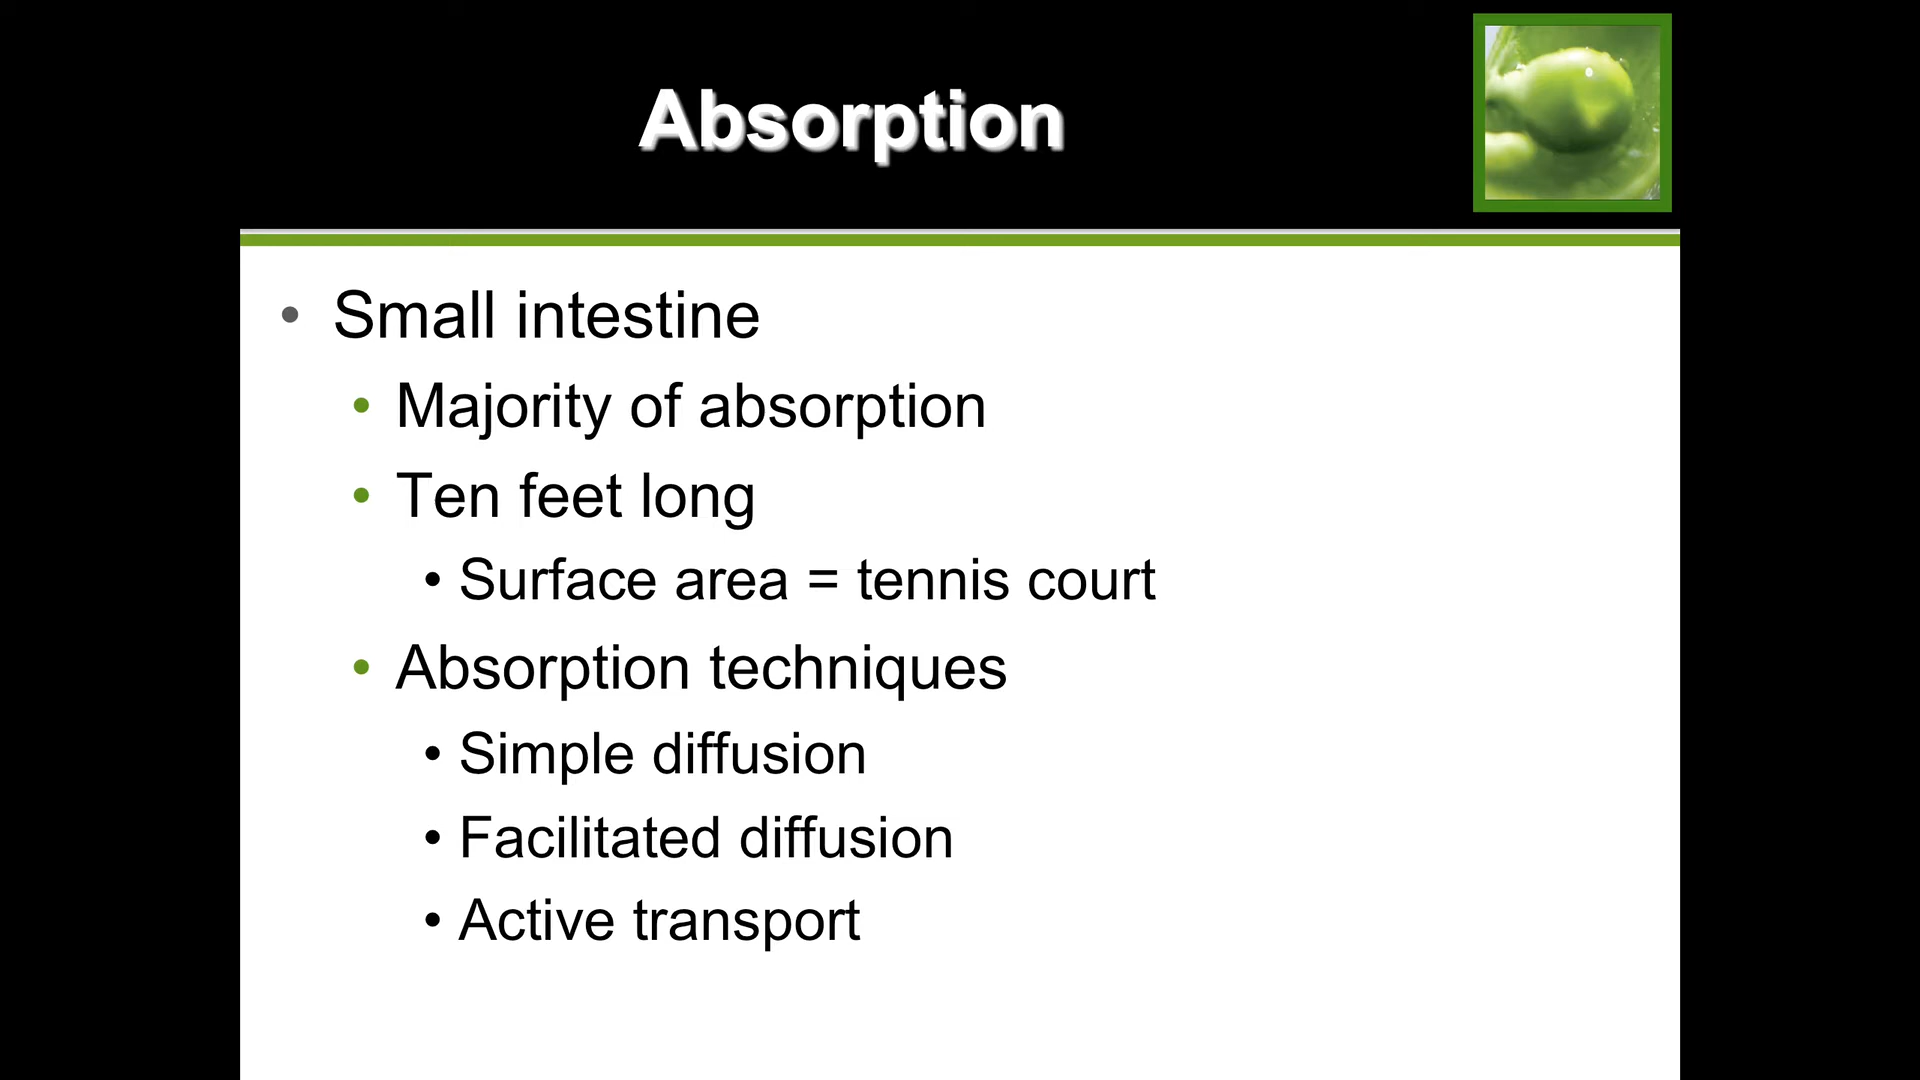 Absorption
• Small intestine
• Majority of absorption
• Ten feet long
• Surface area = tennis court
• Absorption techniques
• Simple diffusion
• Facilitated diffusion
• Active transport